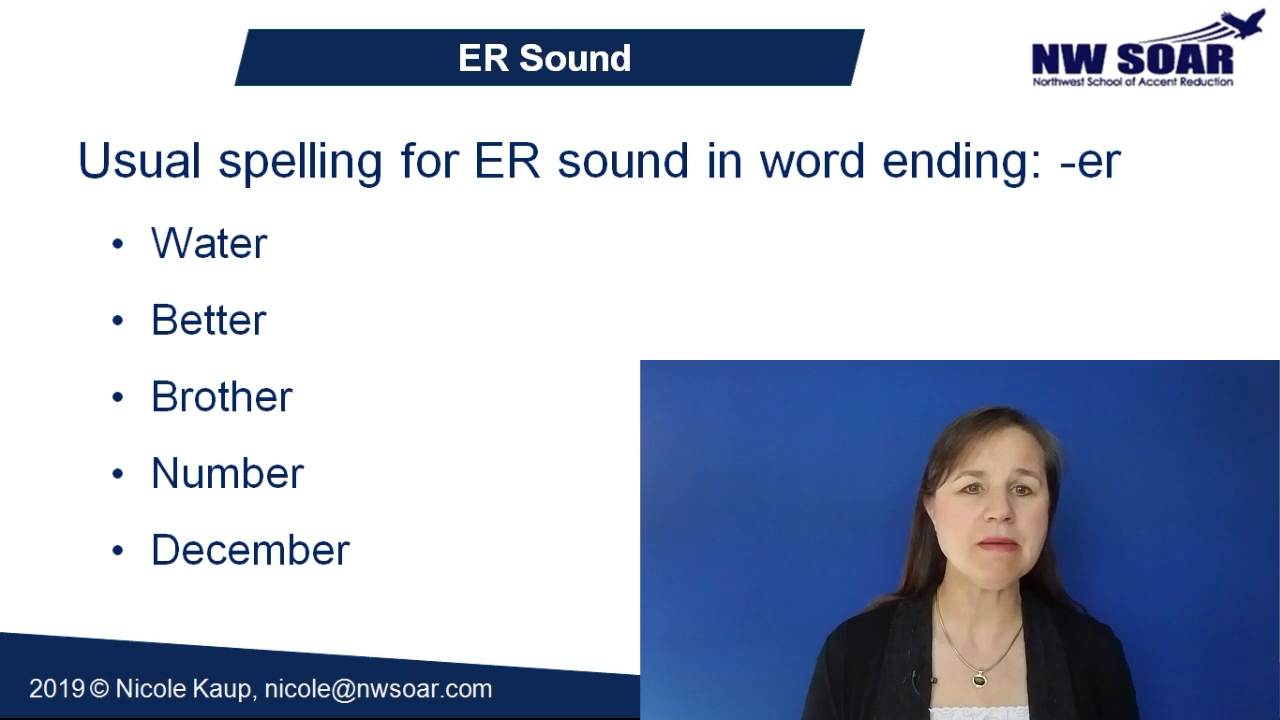 ER Sound
NW SOAR
Northwest School of Accent Reduction
Usual spelling for ER sound in word ending: -er
• Water
• Better
• Brother
• Number
• December
2019 © Nicole Kaup, nicole@nwsoar.com